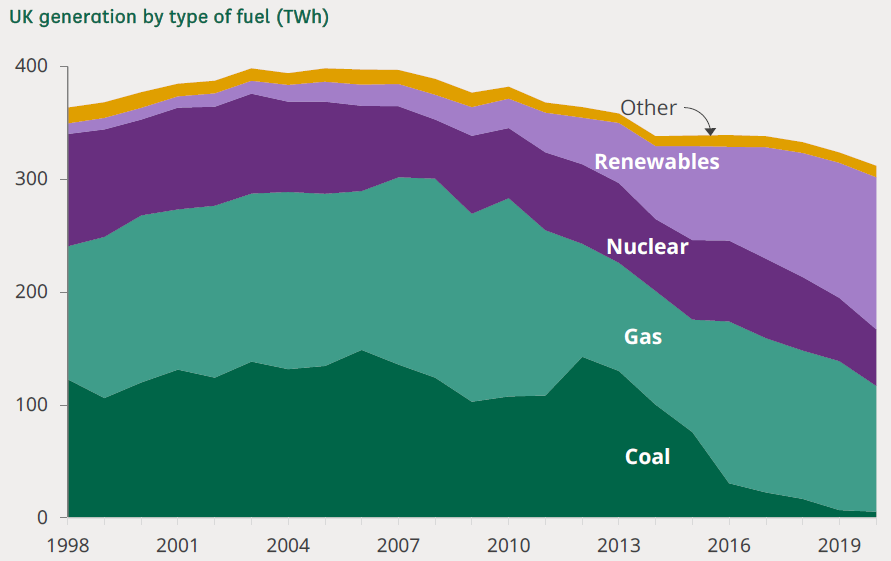 UK generation by type of fuel (TWh)
400
Other
Renewables
300
Nuclear
200
Gas
100
Coal
0
1998 2001 2004 2007 2010 2013 2016 2019